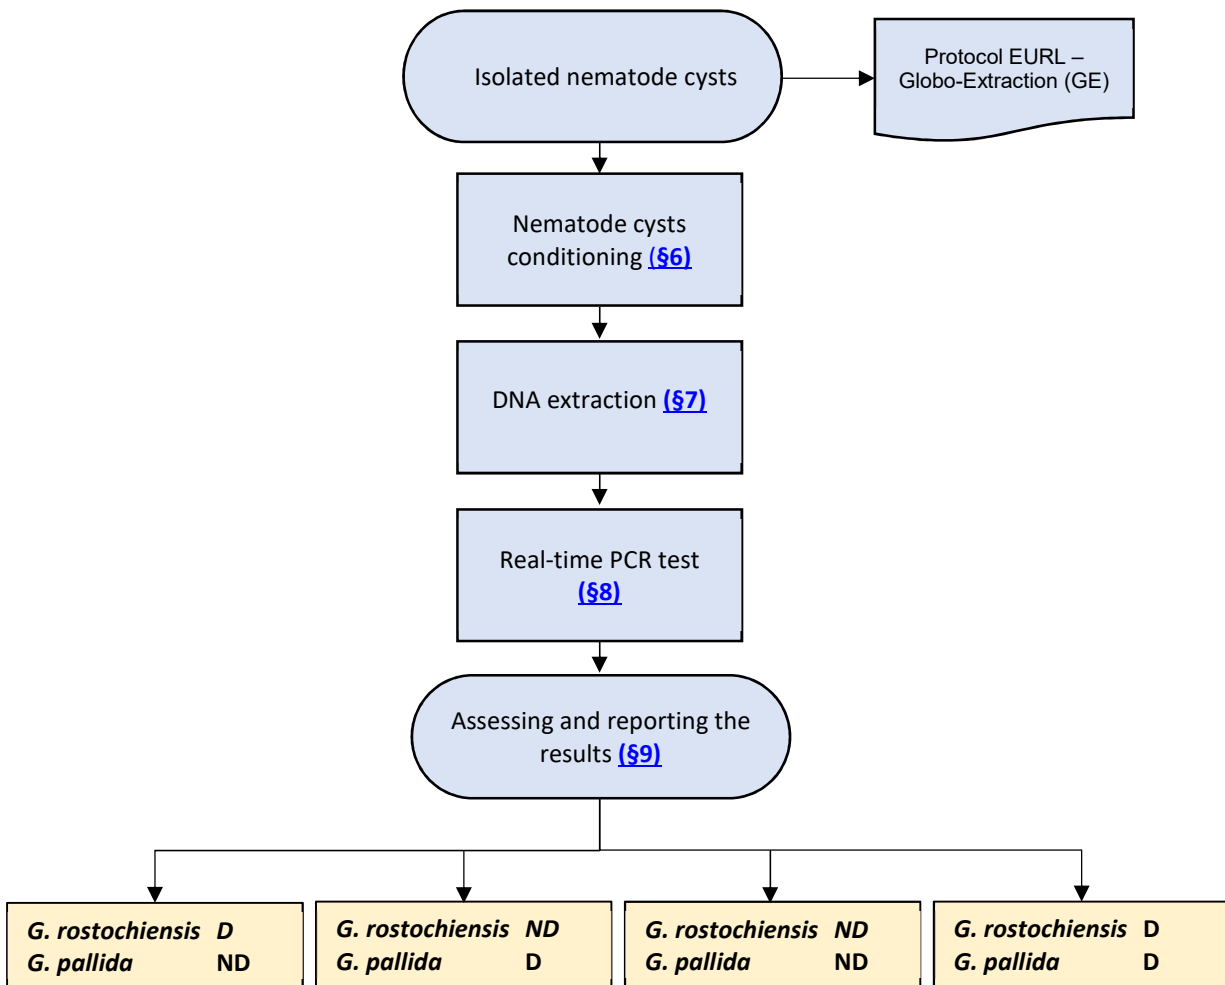 Isolated nematode cysts
Protocol EURL –
Globo-Extraction (GE)
Nematode cysts
conditioning (§6)
DNA extraction (§7)
Real-time PCR test
(§8)
Assessing and reporting the
results (§9)
G. rostochiensis D
G. pallida ND
G. rostochiensis ND
G. pallida D
G. rostochiensis ND
G. pallida ND
G. rostochiensis D
G. pallida D